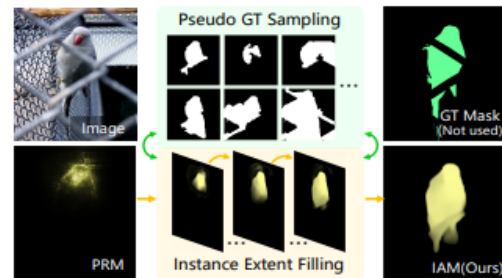 Pseudo GT Sampling
Image
...
GT Mask
(Not used)
PRM
... ...
Instance Extent Filling
IAM(Ours)